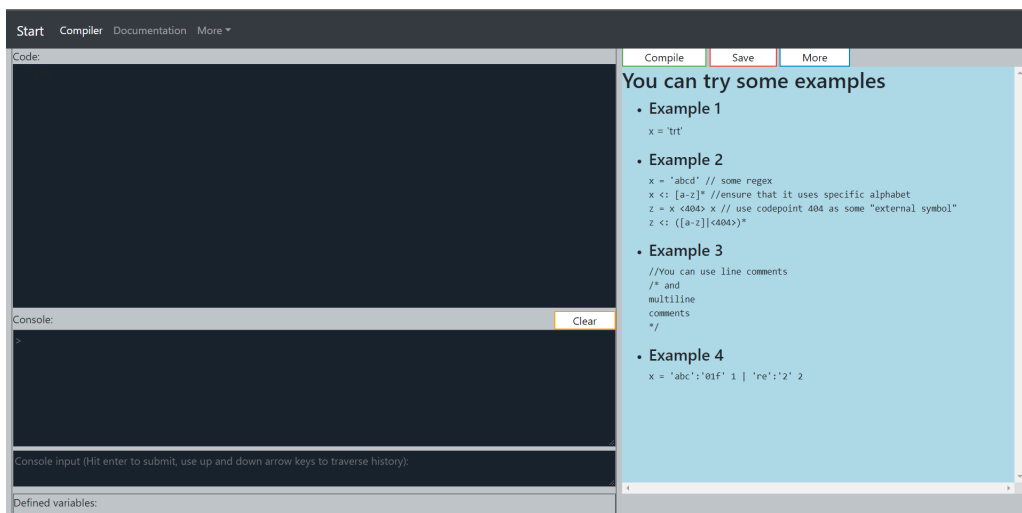 Start Compiler Documentation More
Code:
Compile Save More
You can try some examples
Example 1
x = 'trt'
Example 2
x = 'abcd' // some regex
x <: [a-z]* //ensure that it uses specific alphabet
z = x <404> x // use codepoint 404 as some "external symbol"
z <: ([a-z]|<404>)*
Example 3
//You can use line comments
/* and
multiline
comments
*/
Example 4
x = 'abc':'01f' 1 | 're':'2' 2
Console:
Clear
>
Console input (Hit enter to submit, use up and down arrow keys to traverse history):
Defined variables: